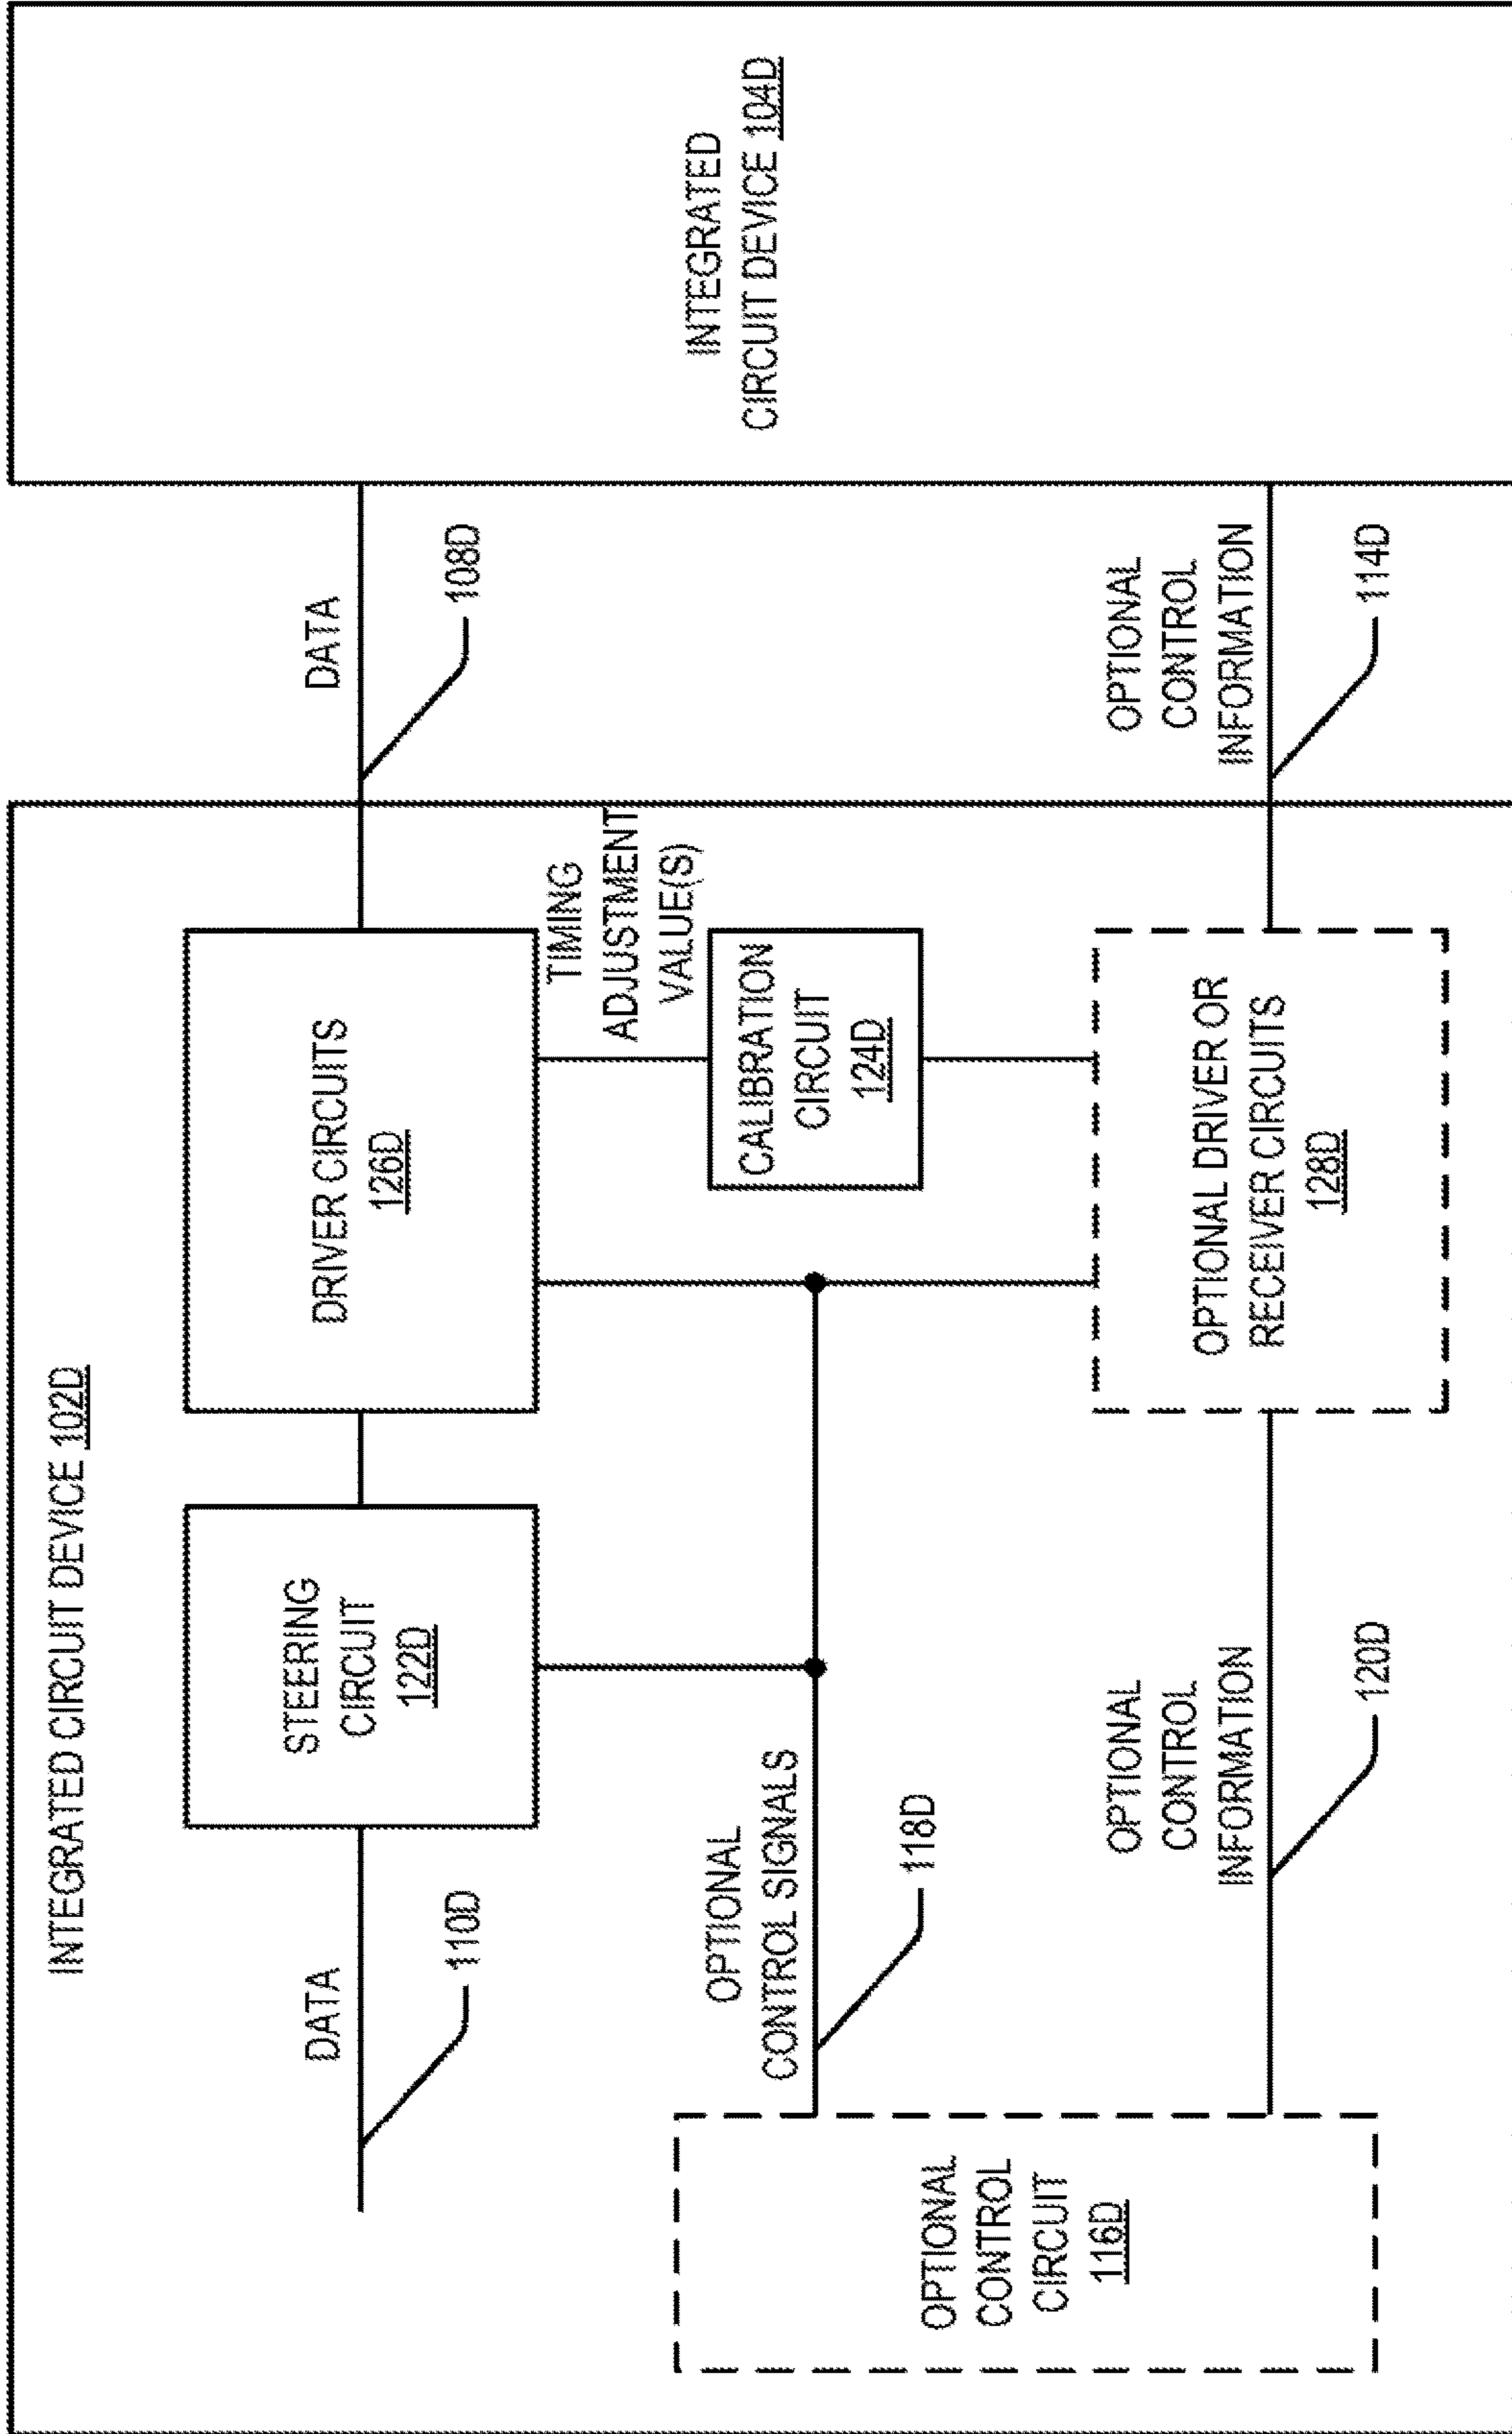 INTEGRATED CIRCUIT DEVICE 102D
DATA
110D
STEERING
CIRCUIT
122D
DRIVER CIRCUITS
126D
DATA
108D
TIMING
ADJUSTMENT
VALUE(S)
CALIBRATION
CIRCUIT
124D
OPTIONAL
CONTROL SIGNALS
118D
OPTIONAL
CONTROL
CIRCUIT
116D
OPTIONAL
CONTROL
INFORMATION
120D
OPTIONAL DRIVER OR
RECEIVER CIRCUITS
128D
OPTIONAL
CONTROL
INFORMATION
114D
INTEGRATED
CIRCUIT DEVICE 104D